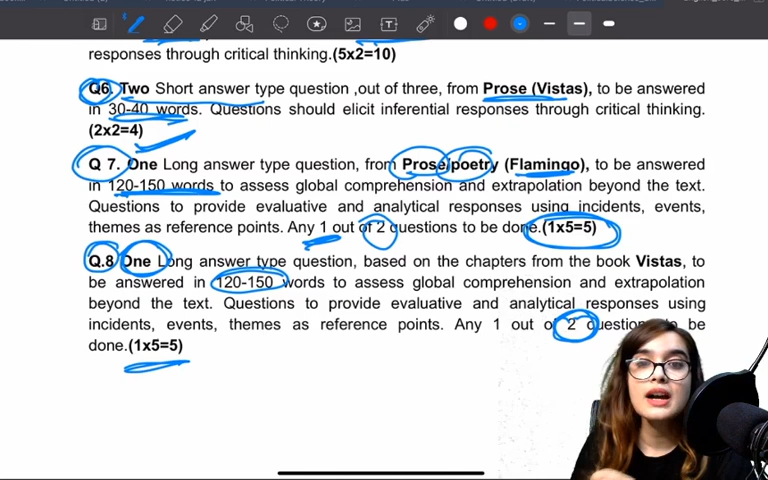 responses through critical thinking.(5x2=10)
Q6. Two Short answer type question ,out of three, from Prose (Vistas), to be answered
in 30-40 words. Questions should elicit inferential responses through critical thinking.
(2x2=4)
Q 7. One Long answer type question, from Prose/poetry (Flamingo), to be answered
in 120-150 words to assess global comprehension and extrapolation beyond the text.
Questions to provide evaluative and analytical responses using incidents, events,
themes as reference points. Any 1 out of 2 questions to be done.(1x5=5)
Q.8 One Long answer type question, based on the chapters from the book Vistas, to
be answered in 120-150 words to assess global comprehension and extrapolation
beyond the text. Questions to provide evaluative and analytical responses using
incidents, events, themes as reference points. Any 1 out of 2 be
done.(1x5=5)